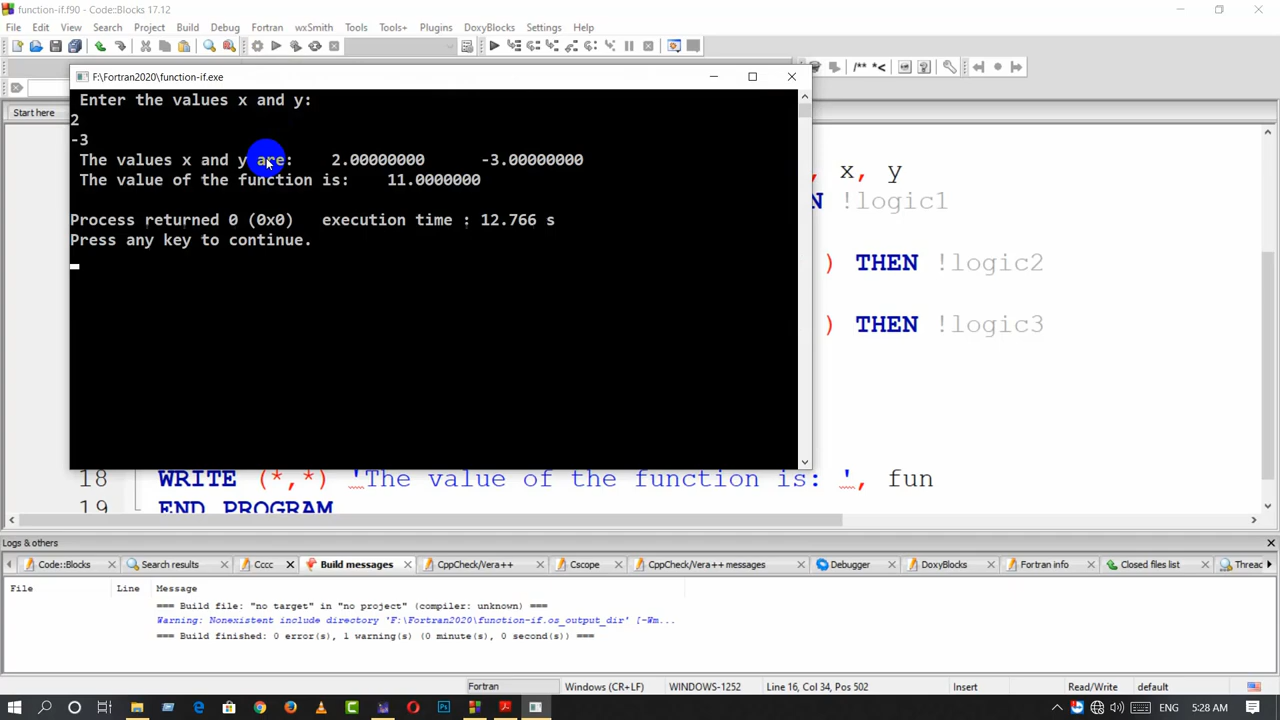 function-if.f90 - Code::Blocks 17.12
File Edit View Search Project Build Debug Fortran wxSmith Tools Tools+ Plugins DoxyBlocks Settings Help
/** *<
F:\Fortran2020\function-if.exe
Start here
Enter the values x and y:
2
-3
The values x and y are: 2.00000000 -3.00000000
The value of the function is: 11.0000000
Process returned 0 (0x0) execution time : 12.766 s
Press any key to continue.
, x, y
N !logic1
) THEN !logic2
) THEN !logic3
18 WRITE (*,*) 'The value of the function is: ', fun
19 END PROGRAM
Logs & others
Code::Blocks Search results Cccc Build messages CppCheck/Vera++ Cscope CppCheck/Vera++ messages Debugger DoxyBlocks Fortran info Closed files list Threac
File Line Message
=== Build file: "no target" in "no project" (compiler: unknown) ===
Warning: Nonexistent include directory 'F:\Fortran2020\function-if.os_output_dir' [-Wm...
=== Build finished: 0 error(s), 1 warning(s) (0 minute(s), 0 second(s)) ===
Fortran Windows (CR+LF) WINDOWS-1252 Line 16, Col 34, Pos 502 Insert Read/Write default
ENG 5:28 AM